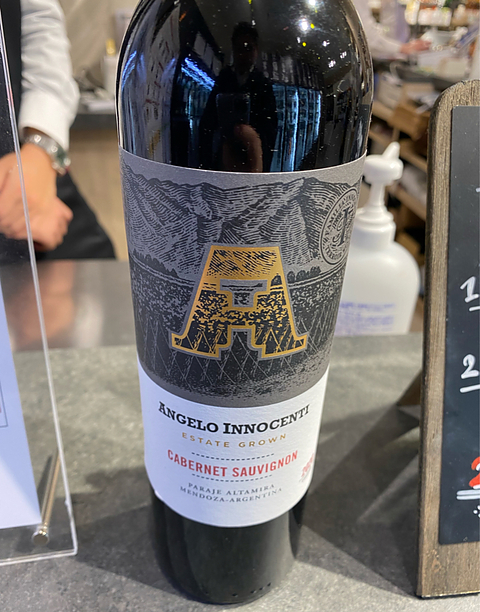 A
ANGELO INNOCENTI
ESTATE GROWN
CABERNET SAUVIGNON
PARAJE ALTAMIRA
MENDOZA-ARGENTINA
1
2